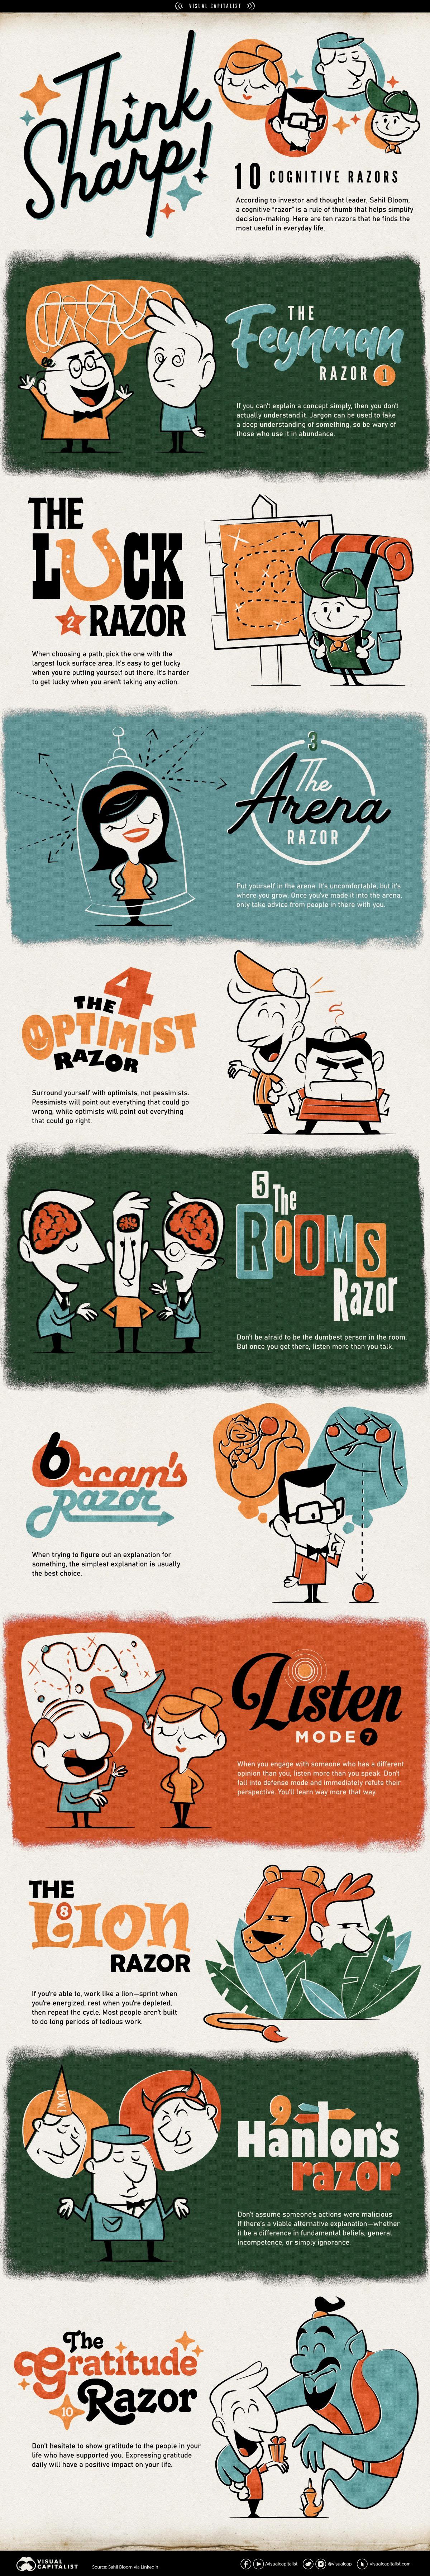 VISUAL CAPITALIST
Think
Sharp!
10 COGNITIVE RAZORS
According to investor and thought leader, Sahil Bloom,
a cognitive “razor” is a rule of thumb that helps simplify
decision-making. Here are ten razors that he finds the
most useful in everyday life.
THE
Feynman
RAZOR 1
If you can't explain a concept simply, then you don't
actually understand it. Jargon can be used to fake
a deep understanding of something, so be wary of
those who use it in abundance.
THE
LUCK
2 RAZOR
When choosing a path, pick the one with the
largest luck surface area. It's easy to get lucky
when you're putting yourself out there. It's harder
to get lucky when you aren't taking any action.
3
The
Arena
RAZOR
Put yourself in the arena. It's uncomfortable, but it's
where you grow. Once you've made it into the arena,
only take advice from people in there with you.
THE 4
OPTIMIST
RAZOR
Surround yourself with optimists, not pessimists.
Pessimists will point out everything that could go
wrong, while optimists will point out everything
that could go right.
5 The
ROOMS
Razor
Don't be afraid to be the dumbest person in the room.
But once you get there, listen more than you talk.
6
Occam's
Razor
When trying to figure out an explanation for
something, the simplest explanation is usually
the best choice.
Listen
MODE 7
When you engage with someone who has a different
opinion than you, listen more than you speak. Don't
fall into defense mode and immediately refute their
perspective. You'll learn way more that way.
THE
8
LION
RAZOR
If you're able to, work like a lion—sprint when
you're energized, rest when you're depleted,
then repeat the cycle. Most people aren't built
to do long periods of tedious work.
9
Hanlon's
razor
Don't assume someone's actions were malicious
if there's a viable alternative explanation—whether
it be a difference in fundamental beliefs, general
incompetence, or simply ignorance.
The
Gratitude
10 Razor
Don't hesitate to show gratitude to the people in your
life who have supported you. Expressing gratitude
daily will have a positive impact on your life.
VISUAL
CAPITALIST
Source: Sahil Bloom via LinkedIn
/visualcapitalist
@visualcap
visualcapitalist.com